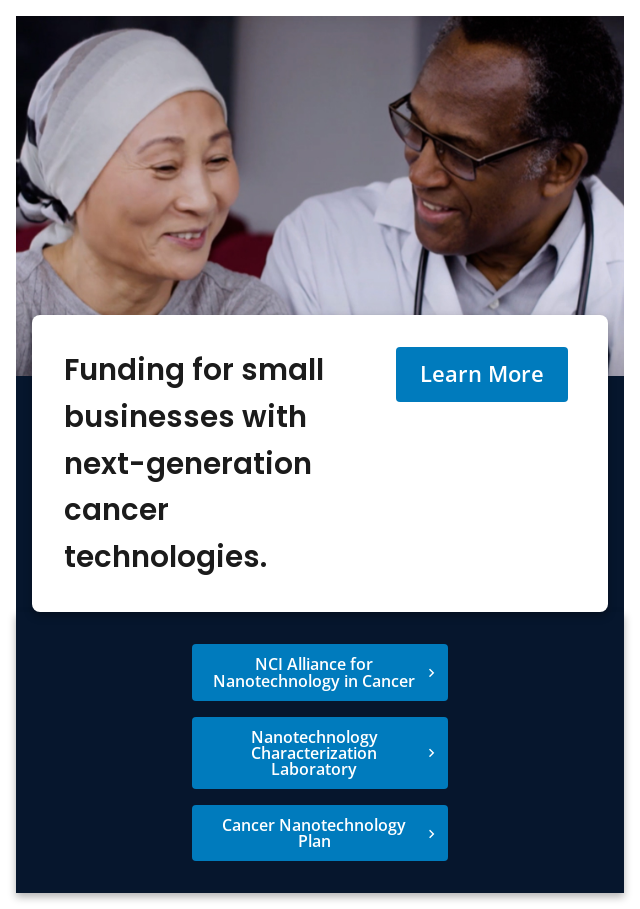 Funding for small
businesses with
next-generation
cancer
technologies.
Learn More
NCI Alliance for
Nanotechnology in Cancer
Nanotechnology
Characterization
Laboratory
Cancer Nanotechnology
Plan